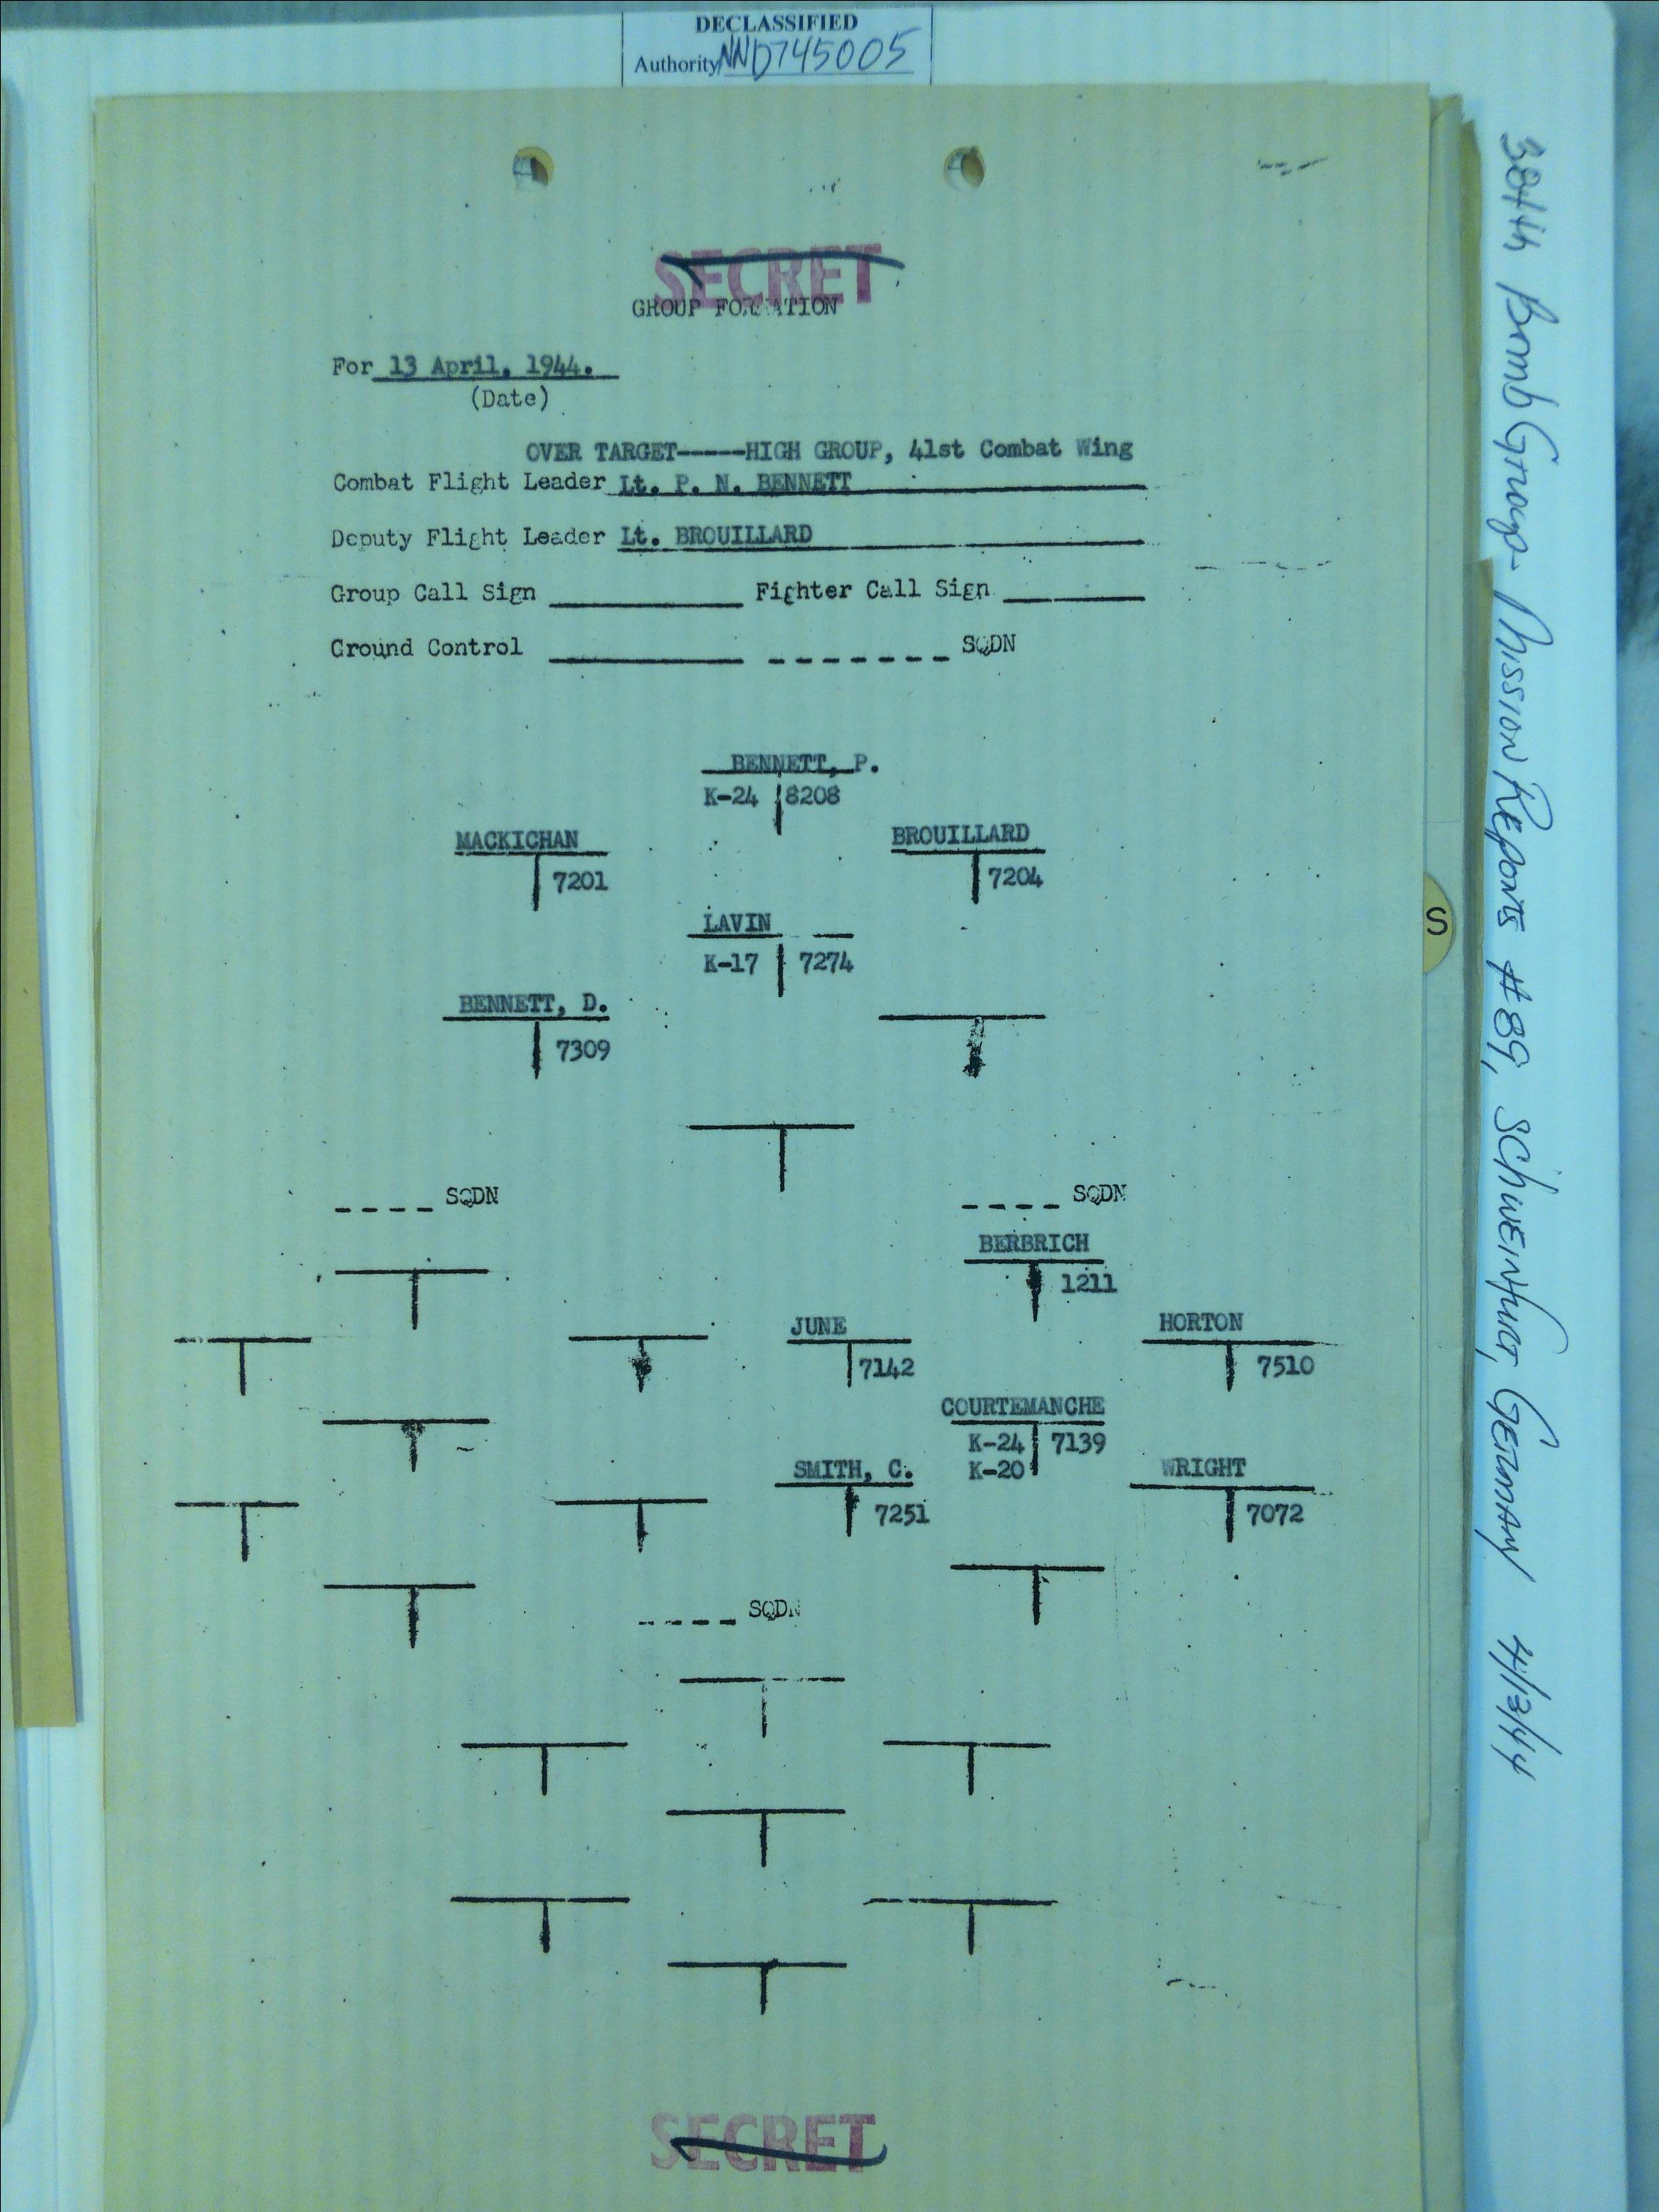 DECLASSIFIED
Authority NND745005
SECRET
GROUP FORMATION
For 13 April, 1944.
(Date)
OVER TARGET-----HIGH GROUP, 41st Combat Wing
Combat Flight Leader Lt. P. N. BENNETT
Deputy Flight Leader Lt. BROUILLARD
Group Call Sign Fighter Call Sign
Ground Control SQDN
BENNETT, P.
K-24 8208
MACKICHAN BROUILLARD
7201 7204
LAVIN
K-17 7274
BENNETT, D.
7309
SQDN SQDN
BERBRICH
1211
JUNE HORTON
7142 7510
COURTEMANCHE
K-24 7139
SMITH, C. K-20 WRIGHT
7251 7072
SQDN
SECRET
S
384th Bomb Group- Mission Reports #89, Schweinfurt, Germany 4/13/44